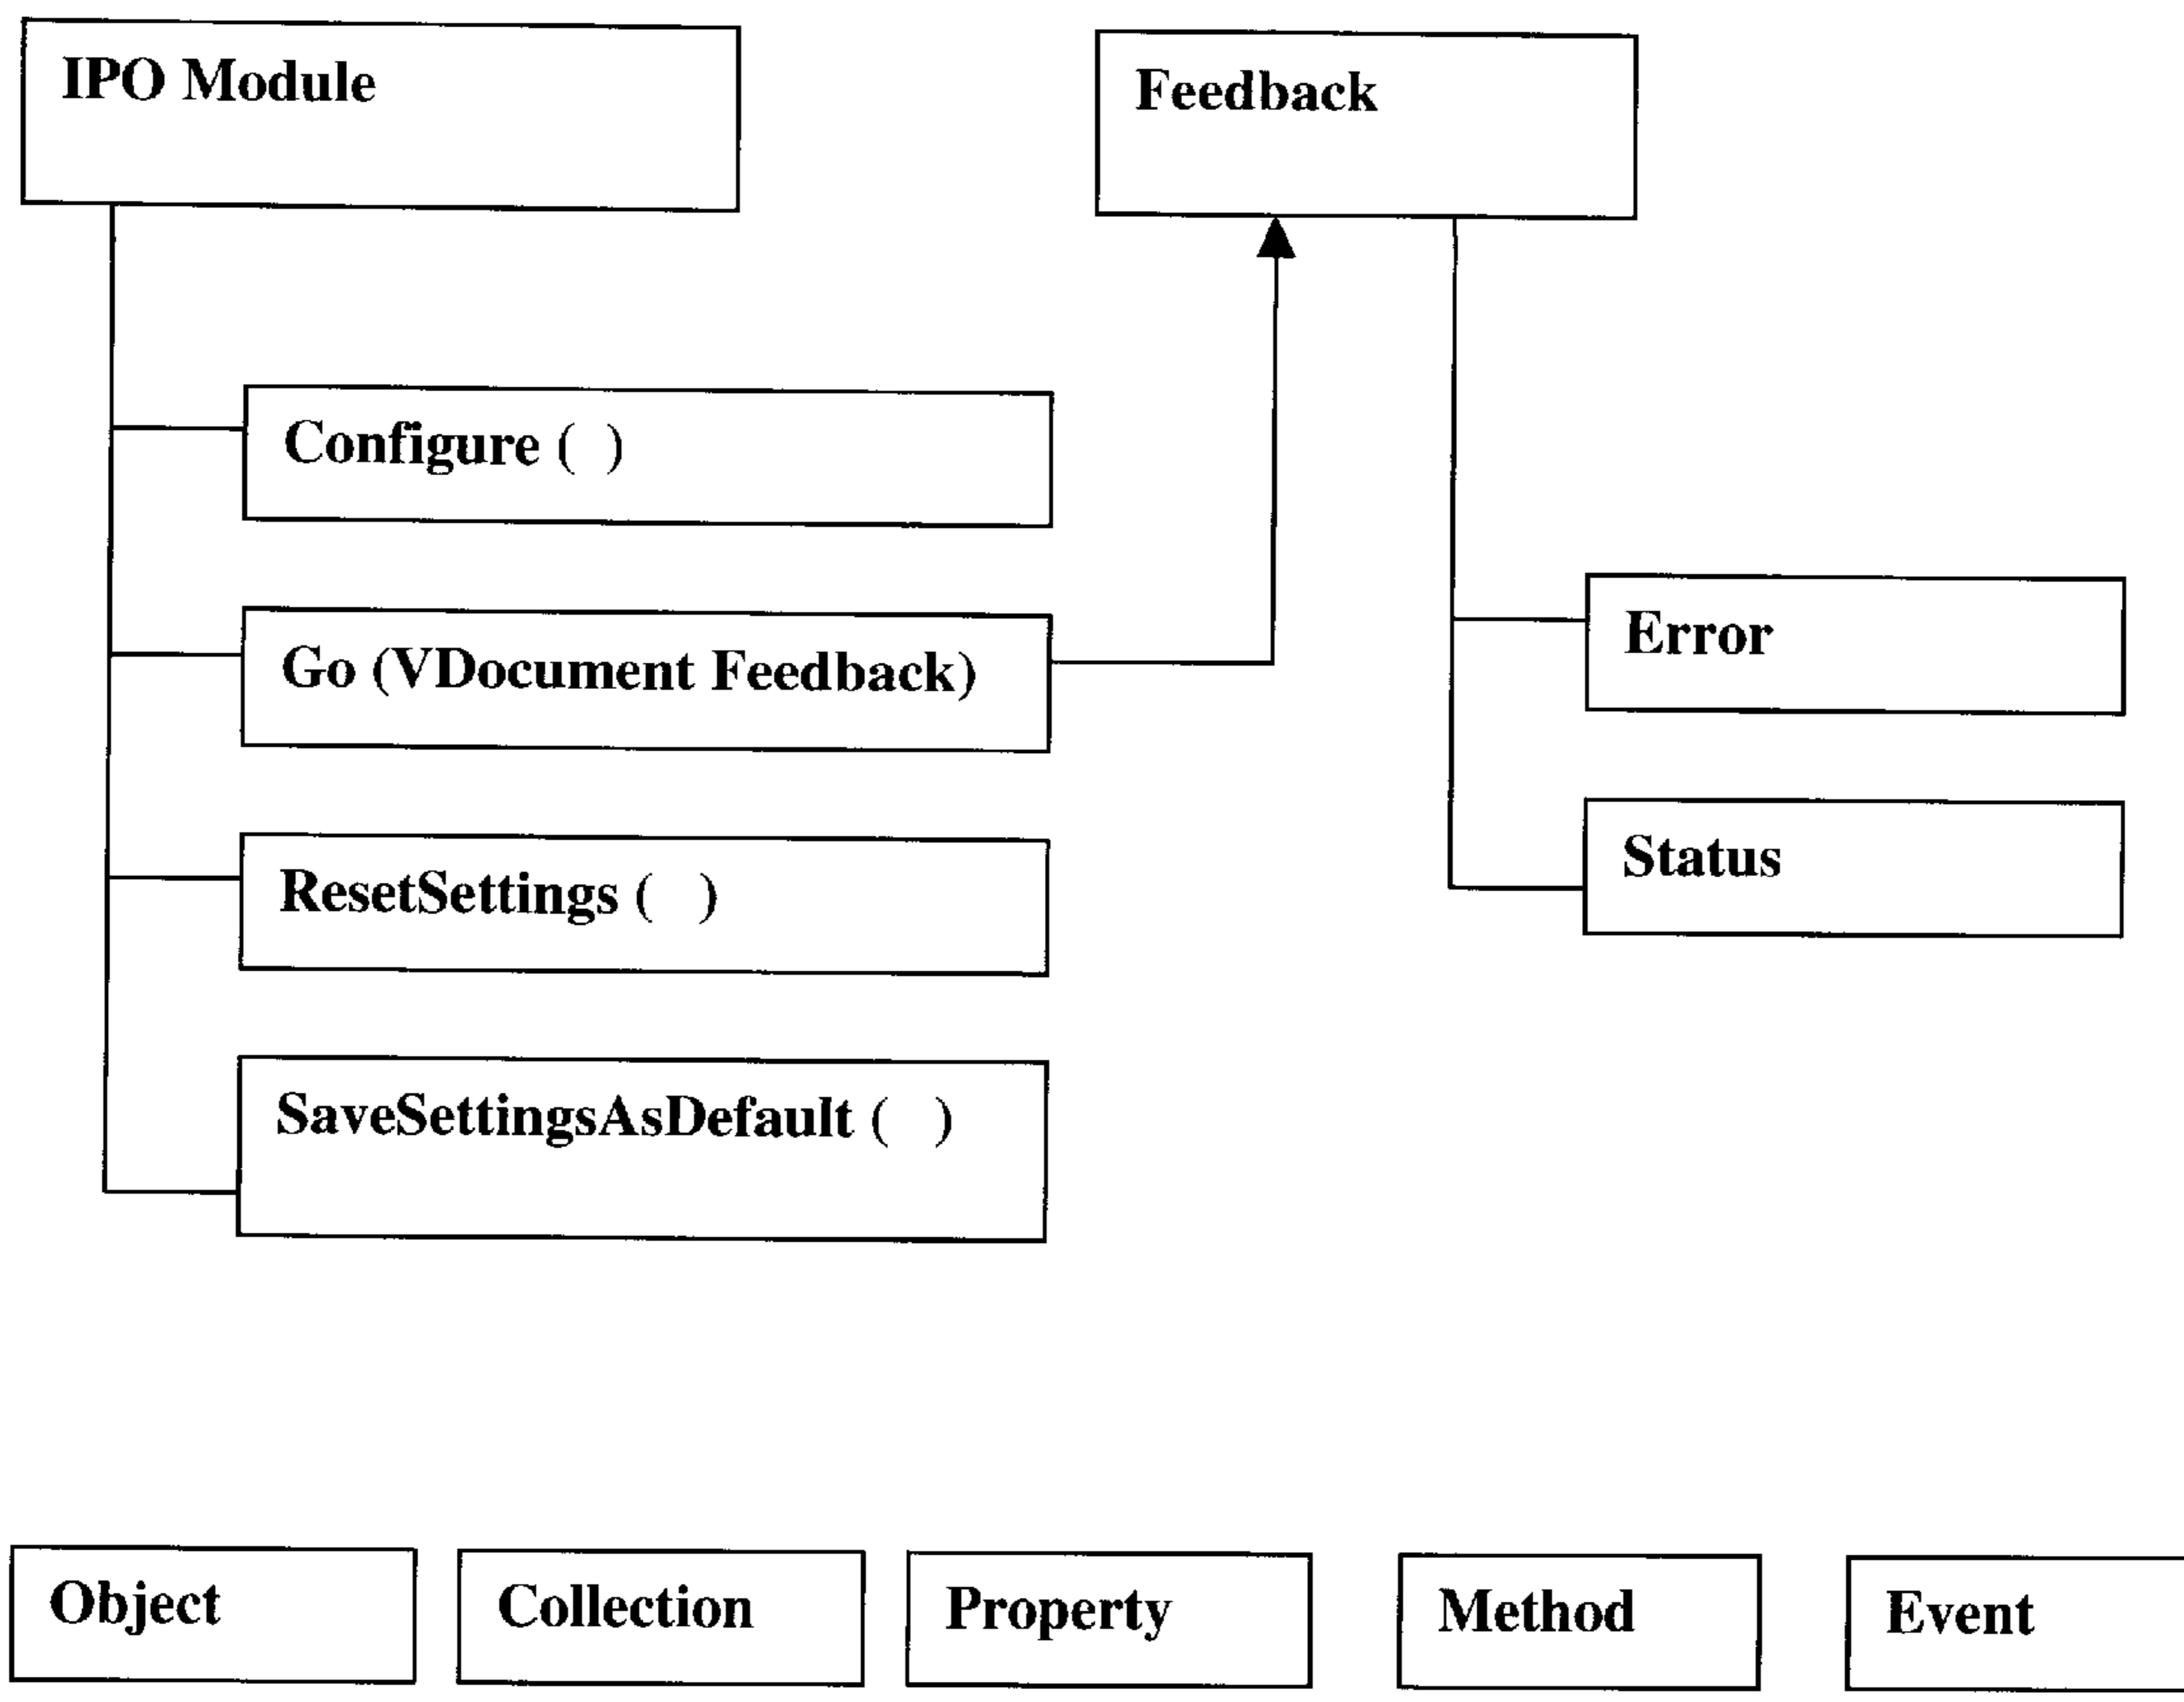 IPO Module
Feedback
Configure ( )
Go (VDocument Feedback)
Error
ResetSettings ( )
Status
SaveSettingsAsDefault ( )
Object
Collection
Property
Method
Event